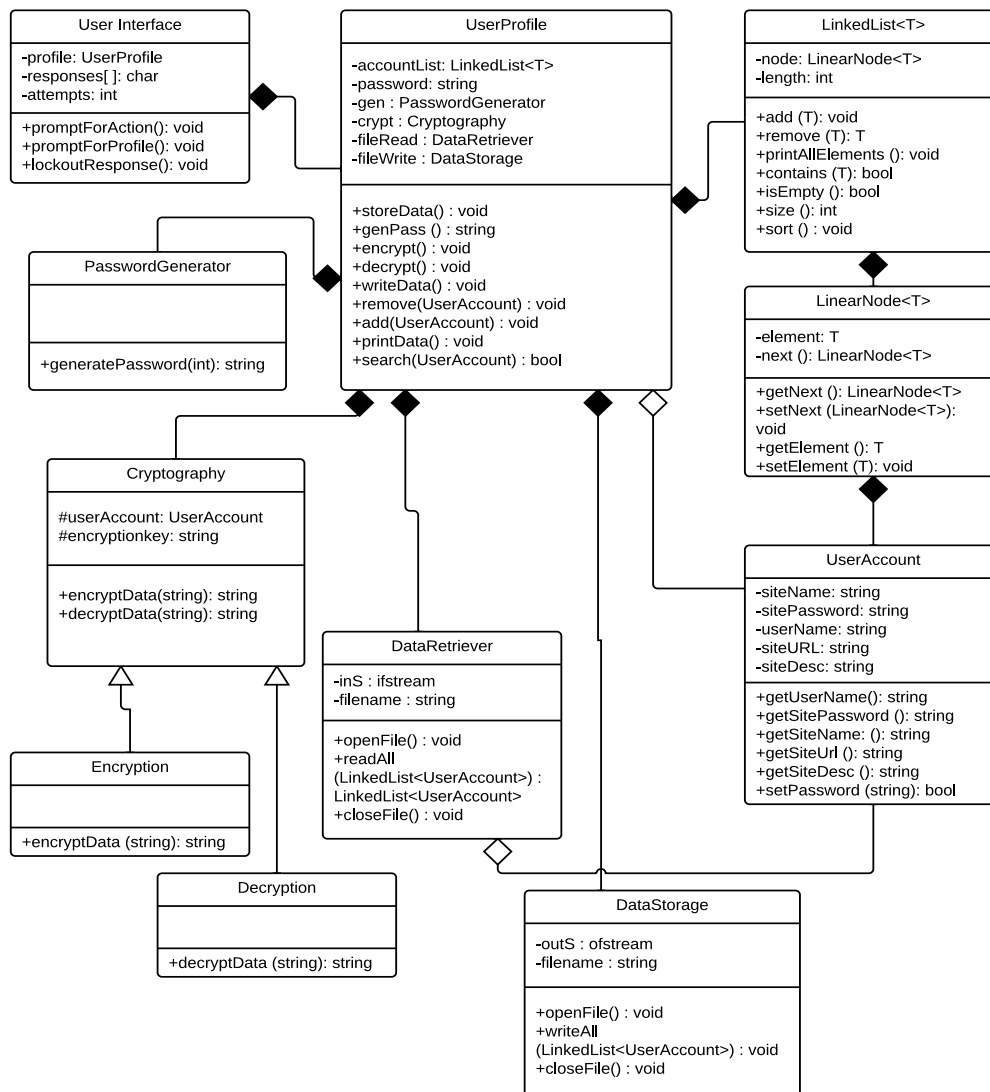 User Interface
-profile: UserProfile
-responses[ ]: char
-attempts: int
+promptForAction(): void
+promptForProfile(): void
+lockoutResponse(): void
UserProfile
-accountList: LinkedList<T>
-password: string
-gen : PasswordGenerator
-crypt : Cryptography
-fileRead : DataRetriever
-fileWrite : DataStorage
+storeData() : void
+genPass () : string
+encrypt() : void
+decrypt() : void
+writeData() : void
+remove(UserAccount) : void
+add(UserAccount) : void
+printData() : void
+search(UserAccount) : bool
LinkedList<T>
-node: LinearNode<T>
-length: int
+add (T): void
+remove (T): T
+printAllElements (): void
+contains (T): bool
+isEmpty (): bool
+size (): int
+sort () : void
PasswordGenerator
+generatePassword(int): string
LinearNode<T>
-element: T
-next (): LinearNode<T>
+getNext (): LinearNode<T>
+setNext (LinearNode<T>):
void
+getElement (): T
+setElement (T): void
Cryptography
#userAccount: UserAccount
#encryptionkey: string
+encryptData(string): string
+decryptData(string): string
UserAccount
-siteName: string
-sitePassword: string
-userName: string
-siteURL: string
-siteDesc: string
+getUserName(): string
+getSitePassword (): string
+getSiteName: (): string
+getSiteUrl (): string
+getSiteDesc (): string
+setPassword (string): bool
DataRetriever
-inS : ifstream
-filename : string
+openFile() : void
+readAll
(LinkedList<UserAccount>) :
LinkedList<UserAccount>
+closeFile() : void
Encryption
+encryptData (string): string
Decryption
+decryptData (string): string
DataStorage
-outS : ofstream
-filename : string
+openFile() : void
+writeAll
(LinkedList<UserAccount>) : void
+closeFile() : void